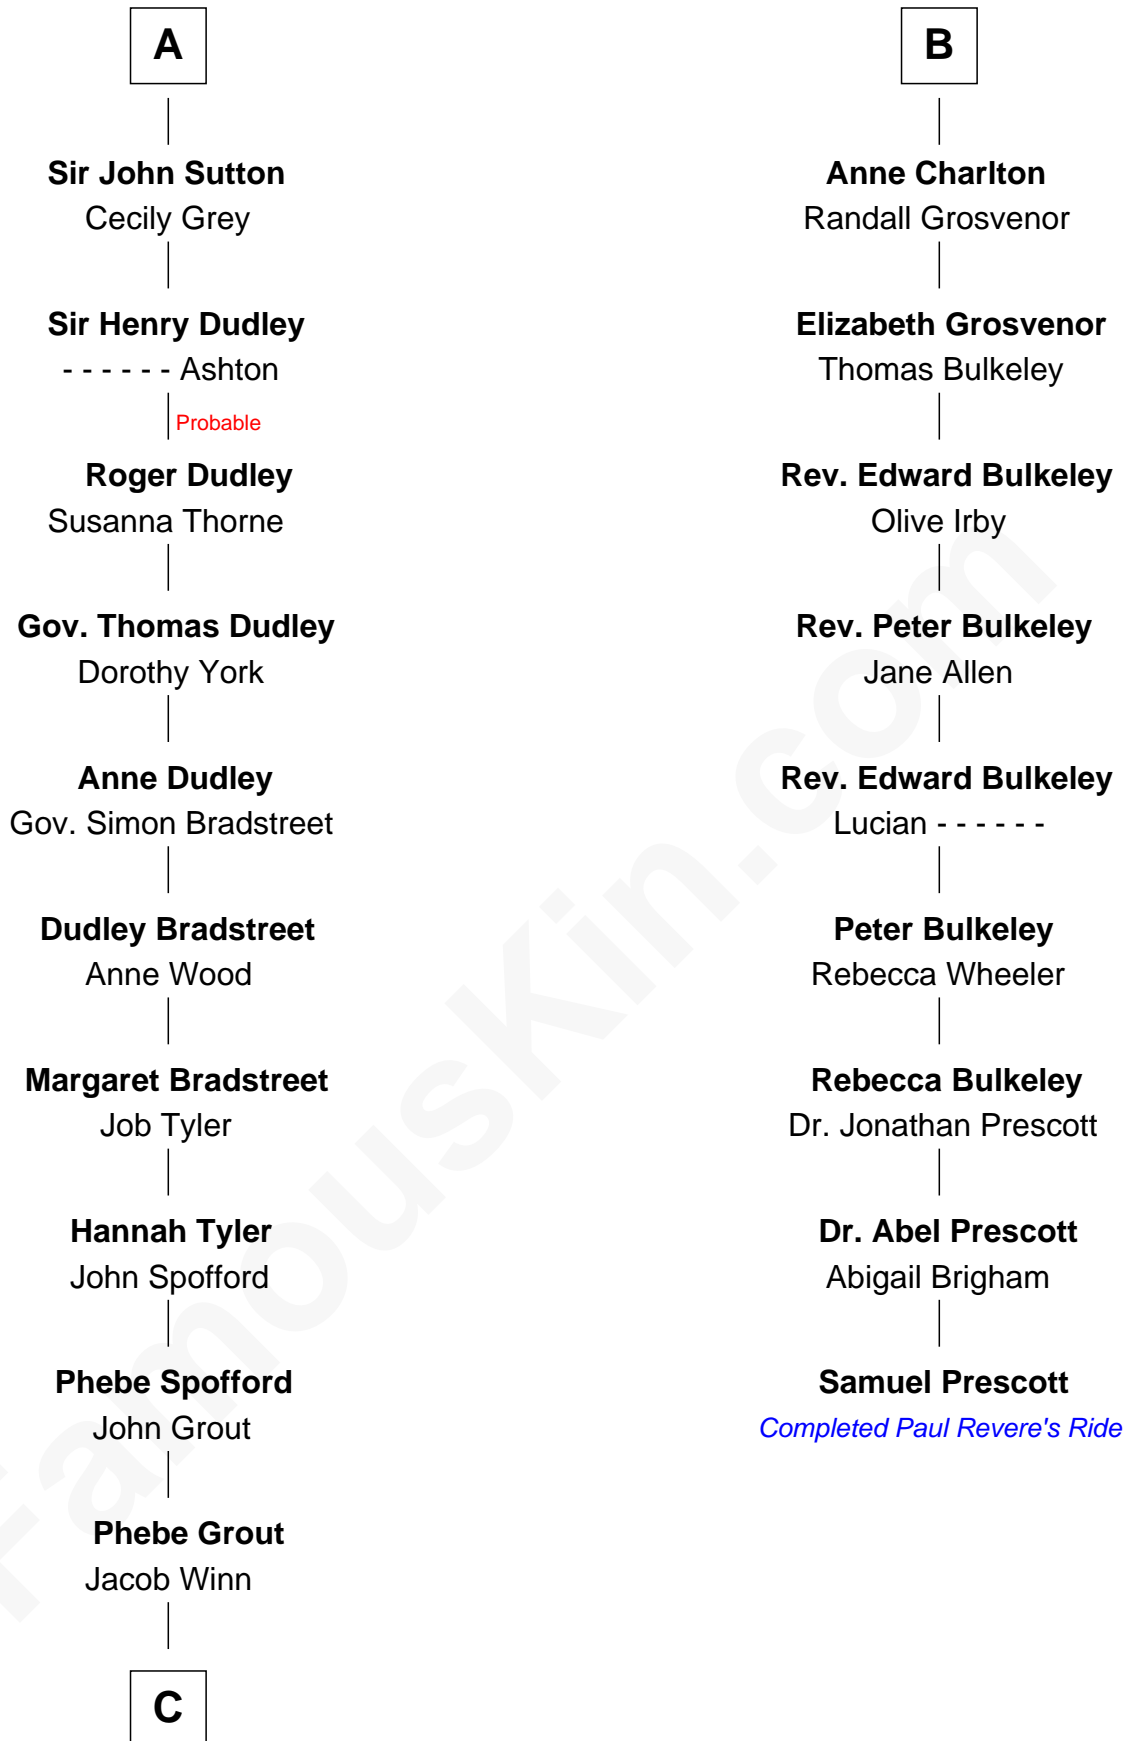 A
Sir John Sutton
Cecily Grey
Sir Henry Dudley
- - - - - - Ashton
Probable
Roger Dudley
Susanna Thorne
Gov. Thomas Dudley
Dorothy York
Anne Dudley
Gov. Simon Bradstreet
Dudley Bradstreet
Anne Wood
Margaret Bradstreet
Job Tyler
Hannah Tyler
John Spofford
Phebe Spofford
John Grout
Phebe Grout
Jacob Winn
C
B
Anne Charlton
Randall Grosvenor
Elizabeth Grosvenor
Thomas Bulkeley
Rev. Edward Bulkeley
Olive Irby
Rev. Peter Bulkeley
Jane Allen
Rev. Edward Bulkeley
Lucian - - - - - -
Peter Bulkeley
Rebecca Wheeler
Rebecca Bulkeley
Dr. Jonathan Prescott
Dr. Abel Prescott
Abigail Brigham
Samuel Prescott
Completed Paul Revere's Ride
FamousKin.com